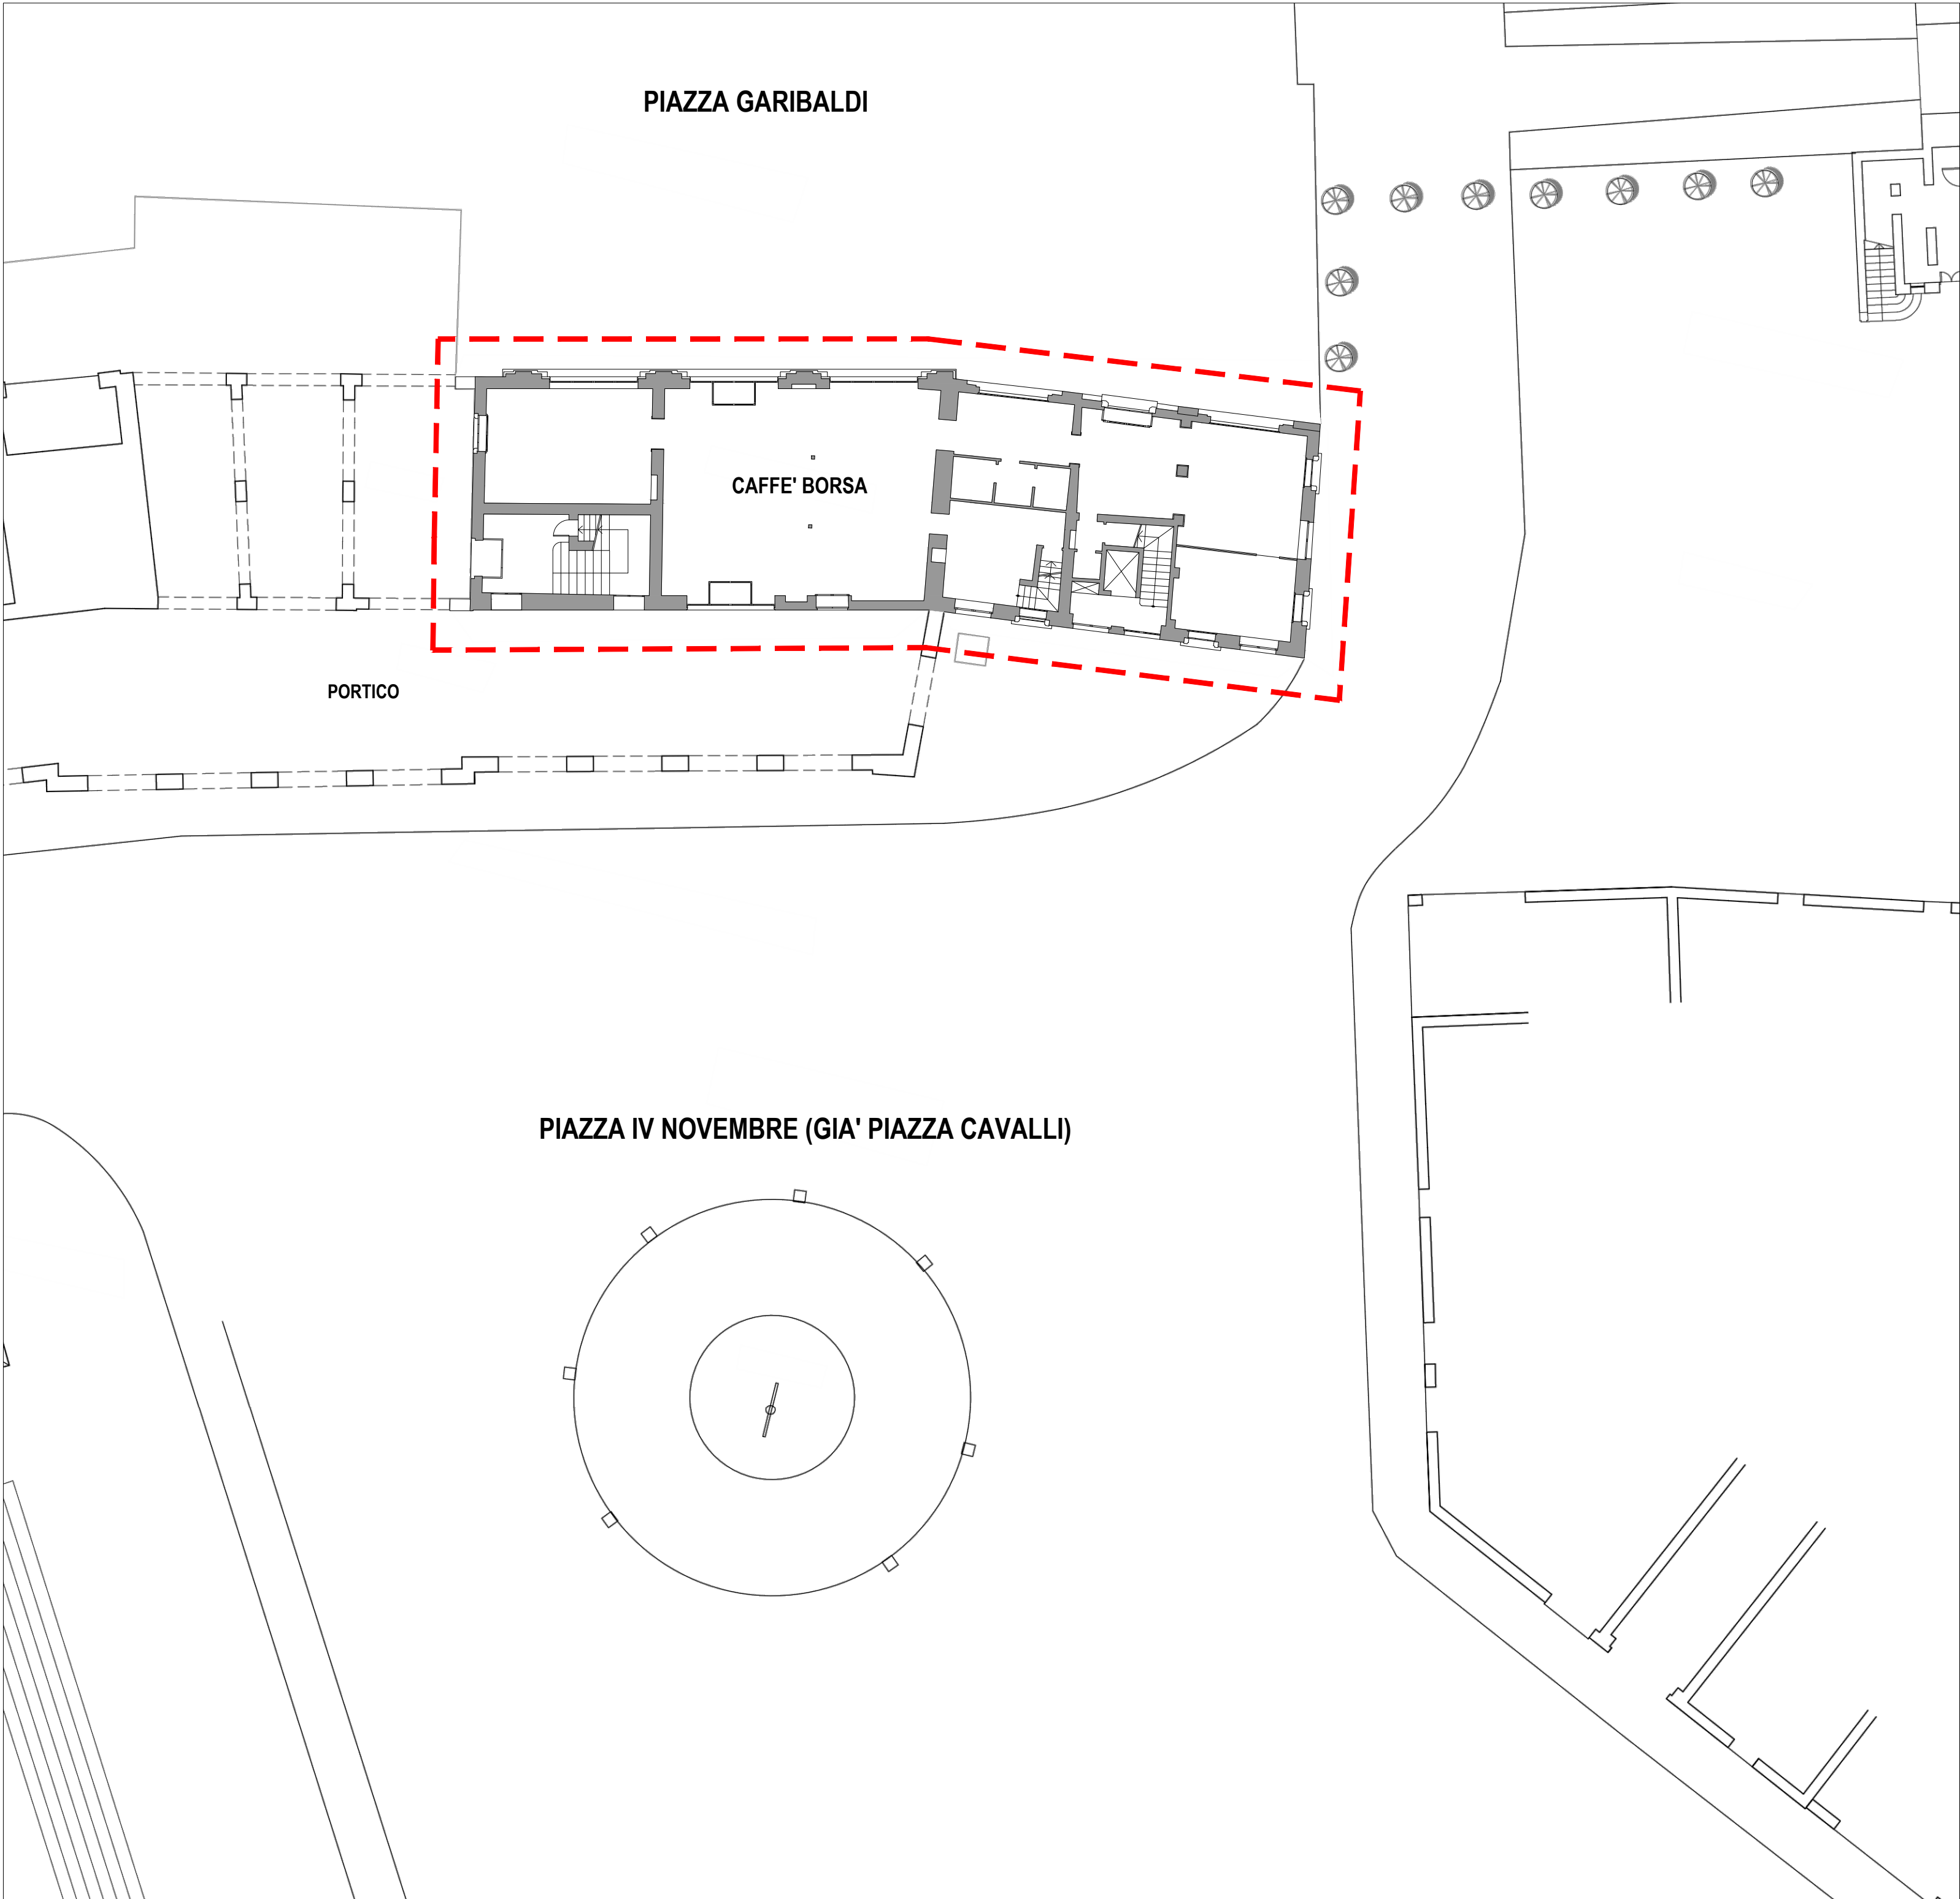 PIAZZA GARIBALDI
CAFFE' BORSA
PORTICO
PIAZZA IV NOVEMBRE (GIA' PIAZZA CAVALLI)